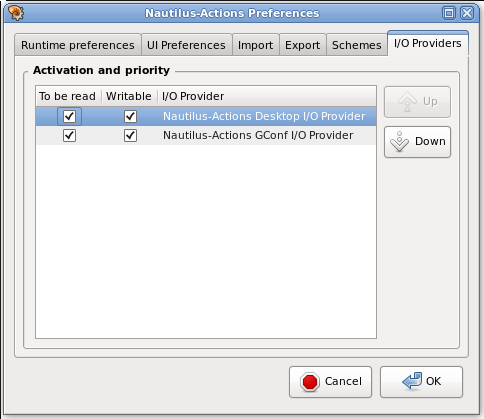 Nautilus-Actions Preferences
Runtime preferences UI Preferences Import Export Schemes I/O Providers
Activation and priority
To be read Writable I/O Provider
Nautilus-Actions Desktop I/O Provider
Nautilus-Actions GConf I/O Provider
Up
Down
Cancel OK